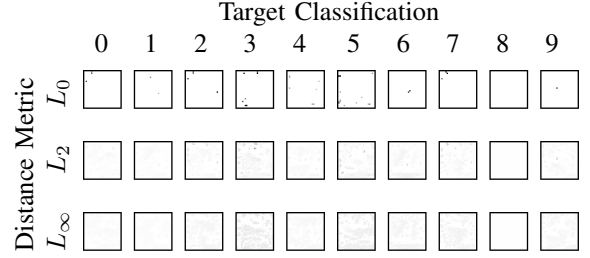 Target Classification
0 1 2 3 4 5 6 7 8 9
Distance Metric
L₀
L₂
L∞